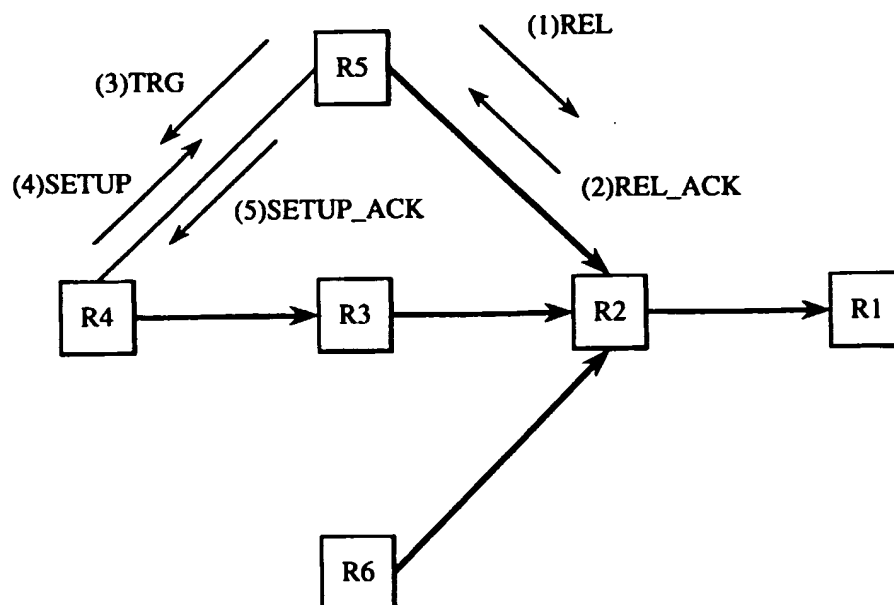 (1)REL
R5
(3)TRG
(4)SETUP
(2)REL_ACK
(5)SETUP_ACK
R4
R3
R2
R1
R6